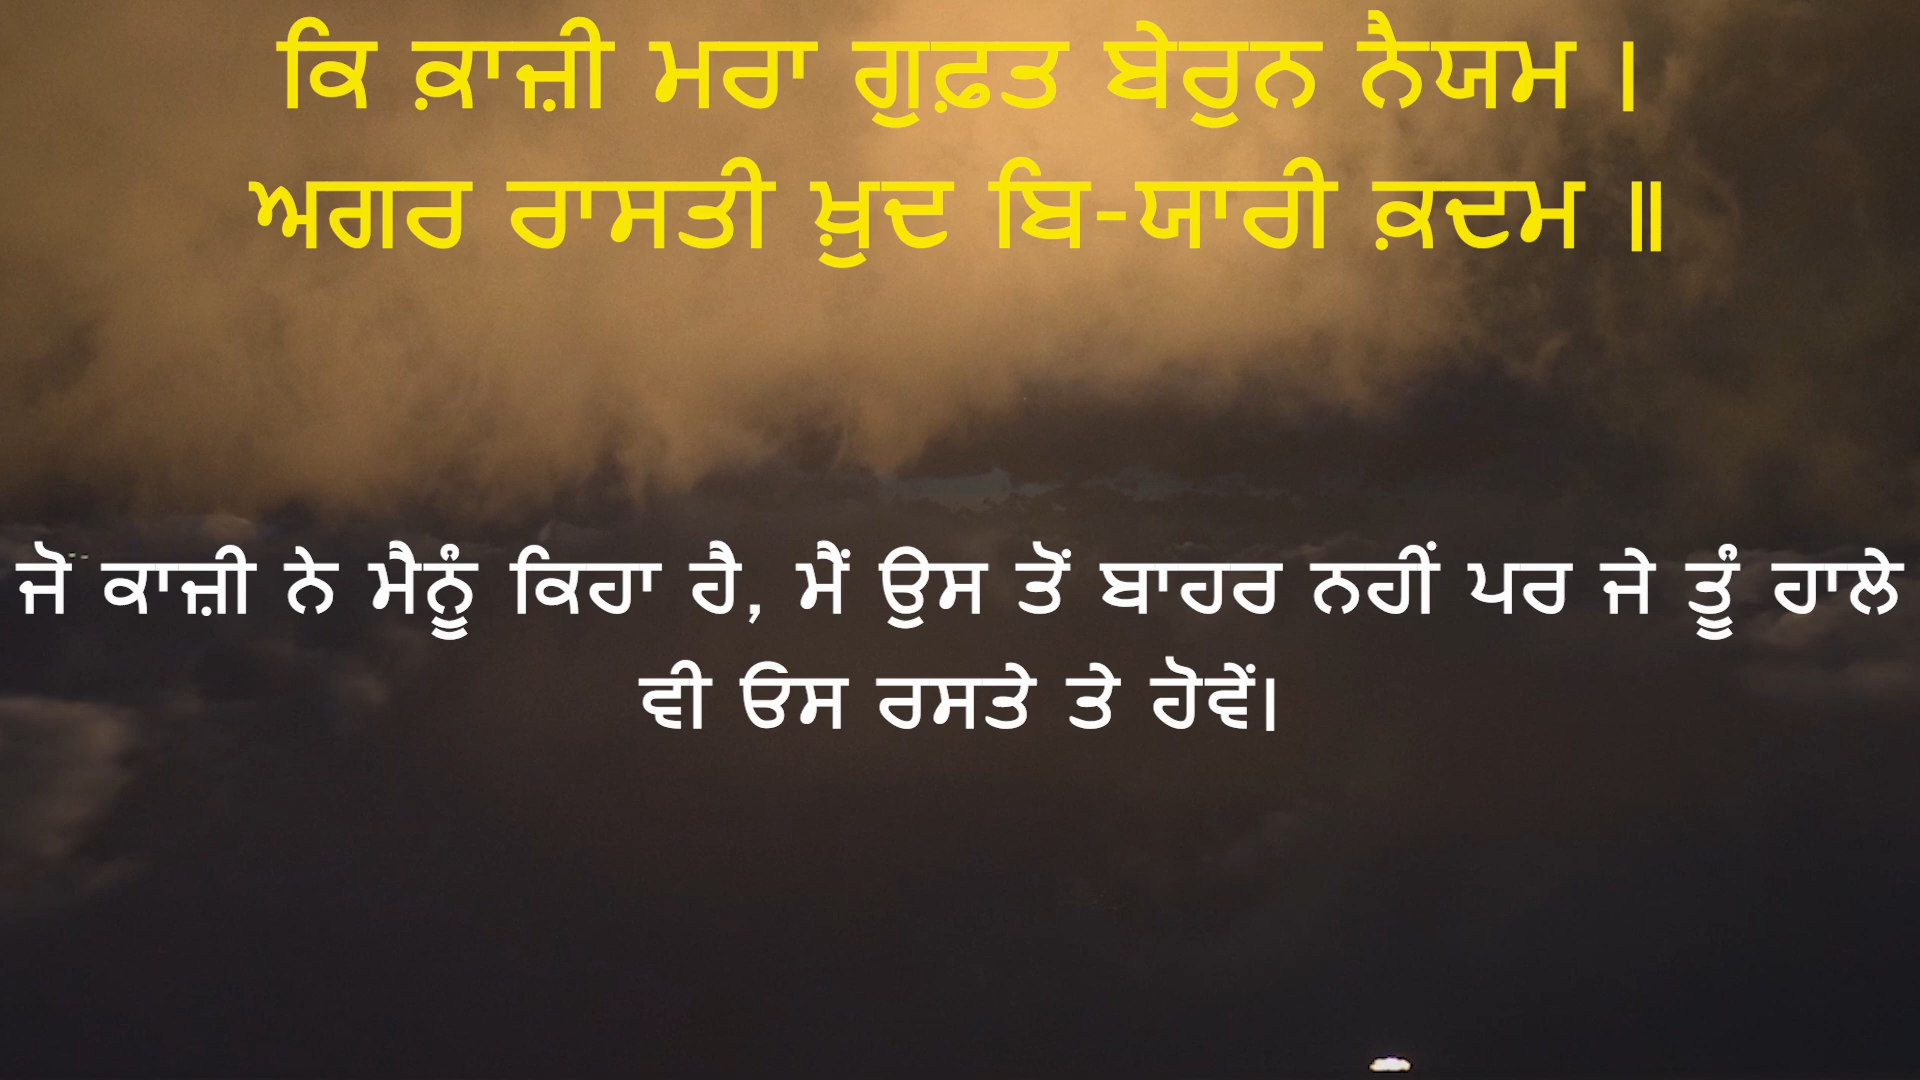 ਕਿ ਕ਼ਾਜ਼ੀ ਮਰਾ ਗੁਫ਼ਤ ਬੇਰੁਨ ਨੈਯਮ ।
ਅਗਰ ਰਾਸਤੀ ਖ਼ੁਦ ਬਿ-ਯਾਰੀ ਕ਼ਦਮ ॥
ਜੋ ਕਾਜ਼ੀ ਨੇ ਮੈਨੂੰ ਕਿਹਾ ਹੈ, ਮੈਂ ਉਸ ਤੋਂ ਬਾਹਰ ਨਹੀਂ ਪਰ ਜੇ ਤੂੰ ਹਾਲੇ
ਵੀ ਓਸ ਰਸਤੇ ਤੇ ਹੋਵੇਂ।